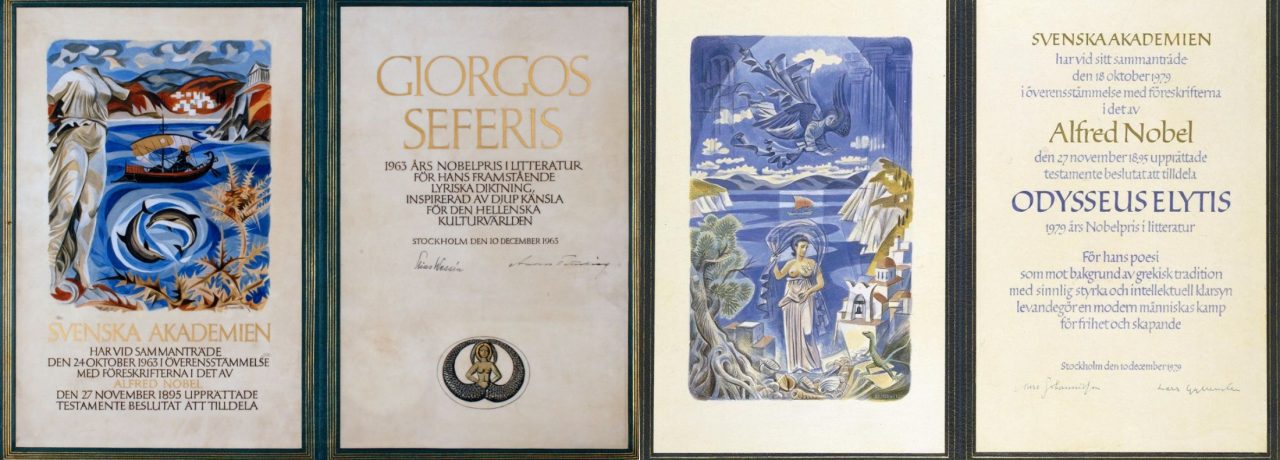 SVENSKA AKADEMIEN
HAR VID SAMMANTRÄDE
DEN 24 OKTOBER 1963 I ÖVERENSSTÄMMELSE
MED FÖRESKRIFTERNA I DET AV
ALFRED NOBEL
DEN 27 NOVEMBER 1895 UPPRÄTTADE
TESTAMENTE BESLUTAT ATT TILLDELA
GIORGOS
SEFERIS
1963 ÅRS NOBELPRIS I LITTERATUR
FÖR HANS FRAMSTÅENDE
LYRISKA DIKTNING,
INSPIRERAD AV DJUP KÄNSLA
FÖR DEN HELLENSKA
KULTURVÄRLDEN
STOCKHOLM DEN 10 DECEMBER 1963
SVENSKA AKADEMIEN
har vid sitt sammanträde
den 18 oktober 1979
i överensstämmelse med föreskrifterna
i det av
Alfred Nobel
den 27 november 1895 upprättade
testamente beslutat att tilldela
ODYSSEUS ELYTIS
1979 års Nobelpris i litteratur
För hans poesi
som mot bakgrund av grekisk tradition
med sinnlig styrka och intellektuell klarsyn
levandegör en modern människas kamp
för frihet och skapande
Stockholm den 10 december 1979